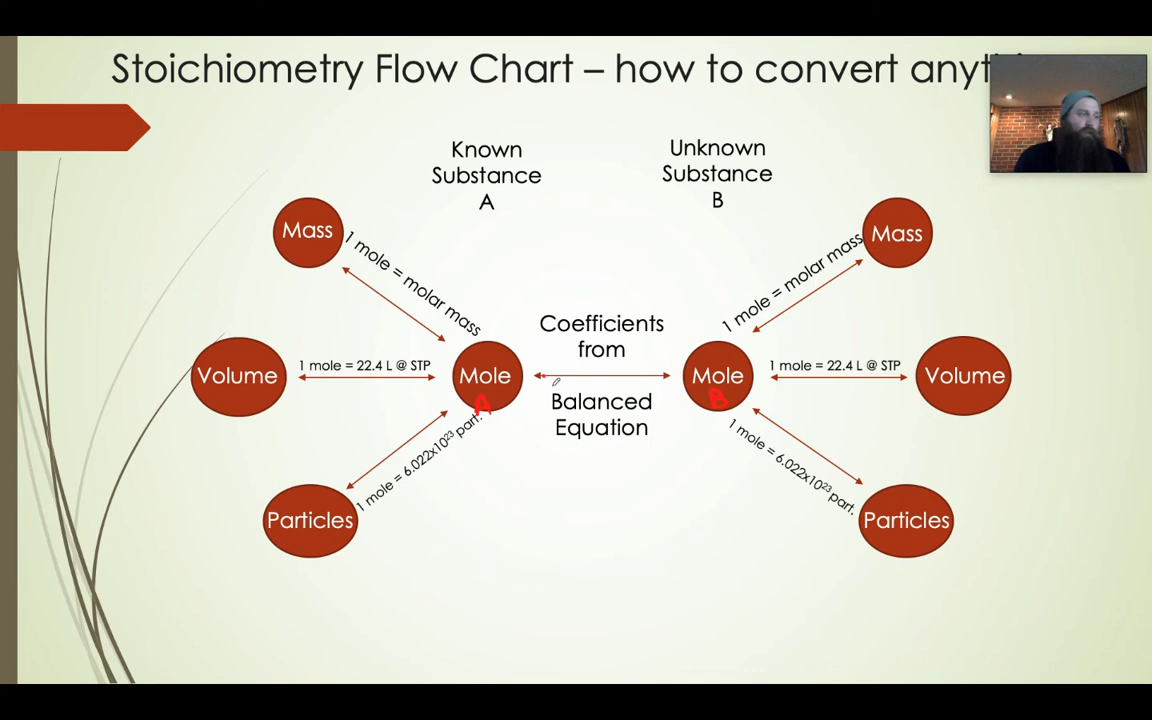 Stoichiometry Flow Chart – how to convert
Known
Substance
A
Unknown
Substance
B
Mass
1 mole = molar mass
Mass
1 mole = molar mass
Coefficients
from
Volume
1 mole = 22.4 L @ STP
Mole
A
Mole
B
1 mole = 22.4 L @ STP
Volume
Balanced
Equation
1 mole = 6.022x10²³ part.
1 mole = 6.022x10²³ part.
Particles
Particles